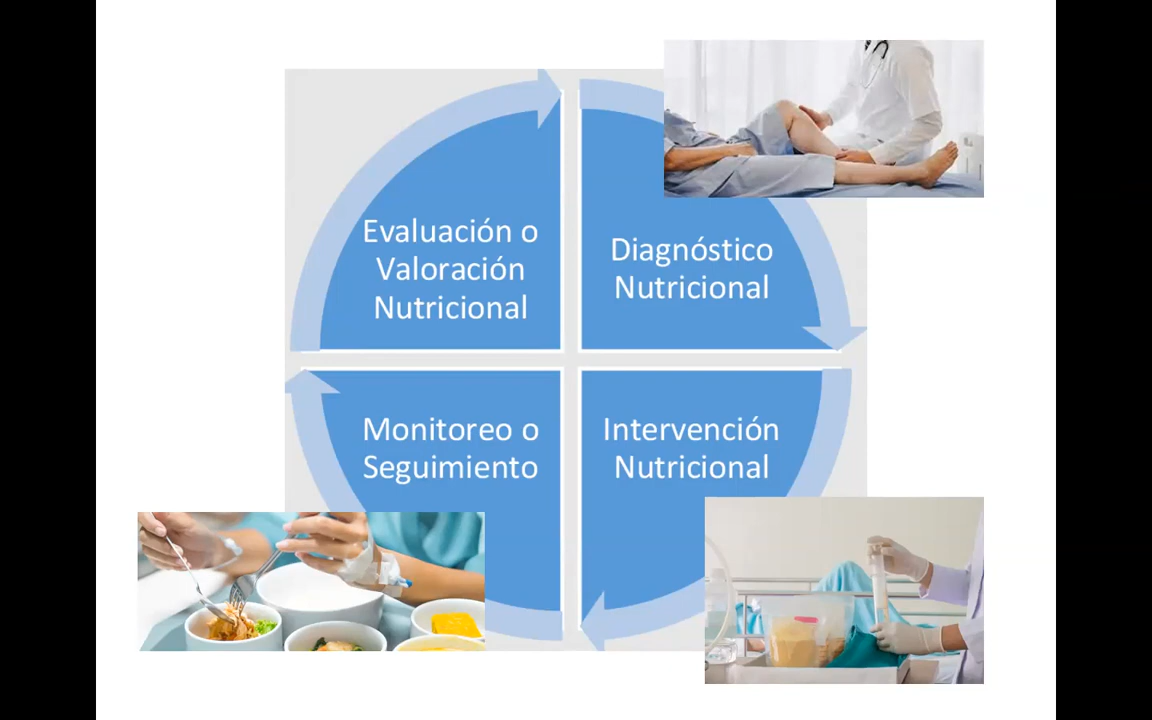 Evaluación o
Valoración
Nutricional
Diagnóstico
Nutricional
Monitoreo o
Seguimiento
Intervención
Nutricional